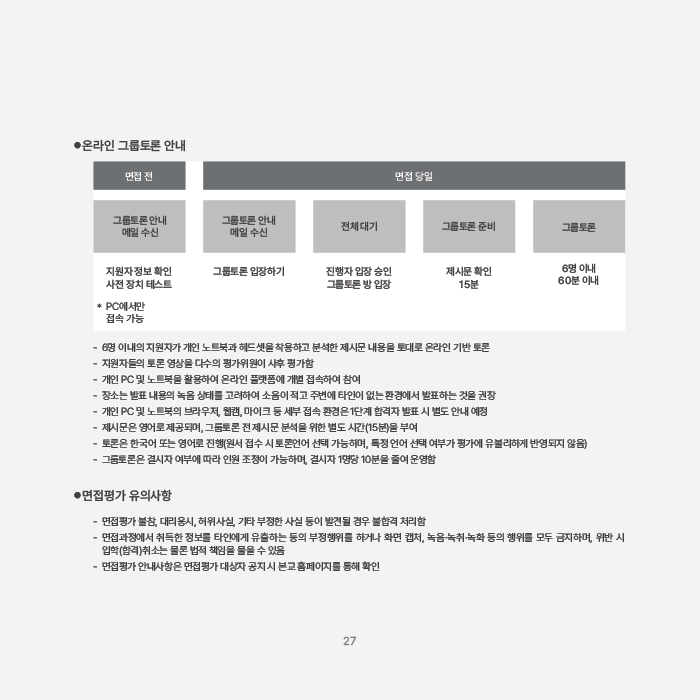 ●온라인 그룹토론 안내
면접 전
면접 당일
그룹토론 안내
메일 수신
그룹토론 안내
메일 수신
전체 대기
그룹토론 준비
그룹토론
지원자 정보 확인
사전 장치 테스트
* PC에서만
접속 가능
그룹토론 입장하기
진행자 입장 승인
그룹토론 방 입장
제시문 확인
15분
6명 이내
60분 이내
- 6명 이내의 지원자가 개인 노트북과 헤드셋을 착용하고 분석한 제시문 내용을 토대로 온라인 기반 토론
- 지원자들의 토론 영상을 다수의 평가위원이 사후 평가함
- 개인 PC 및 노트북을 활용하여 온라인 플랫폼에 개별 접속하여 참여
- 장소는 발표 내용의 녹음 상태를 고려하여 소음이 적고 주변에 타인이 없는 환경에서 발표하는 것을 권장
- 개인 PC 및 노트북의 브라우저, 웹캠, 마이크 등 세부 접속 환경은 1단계 합격자 발표 시 별도 안내 예정
- 제시문은 영어로 제공되며, 그룹토론 전 제시문 분석을 위한 별도 시간(15분)을 부여
- 토론은 한국어 또는 영어로 진행(원서 접수 시 토론언어 선택 가능하며, 특정 언어 선택 여부가 평가에 유불리하게 반영되지 않음)
- 그룹토론은 결시자 여부에 따라 인원 조정이 가능하며, 결시자 1명당 10분을 줄여 운영함
●면접평가 유의사항
- 면접평가 불참, 대리응시, 허위사실, 기타 부정한 사실 등이 발견될 경우 불합격 처리함
- 면접과정에서 취득한 정보를 타인에게 유출하는 등의 부정행위를 하거나 화면 캡처, 녹음·녹취·녹화 등의 행위를 모두 금지하며, 위반 시
입학(합격)취소는 물론 법적 책임을 물을 수 있음
- 면접평가 안내사항은 면접평가 대상자 공지 시 본교 홈페이지를 통해 확인
27